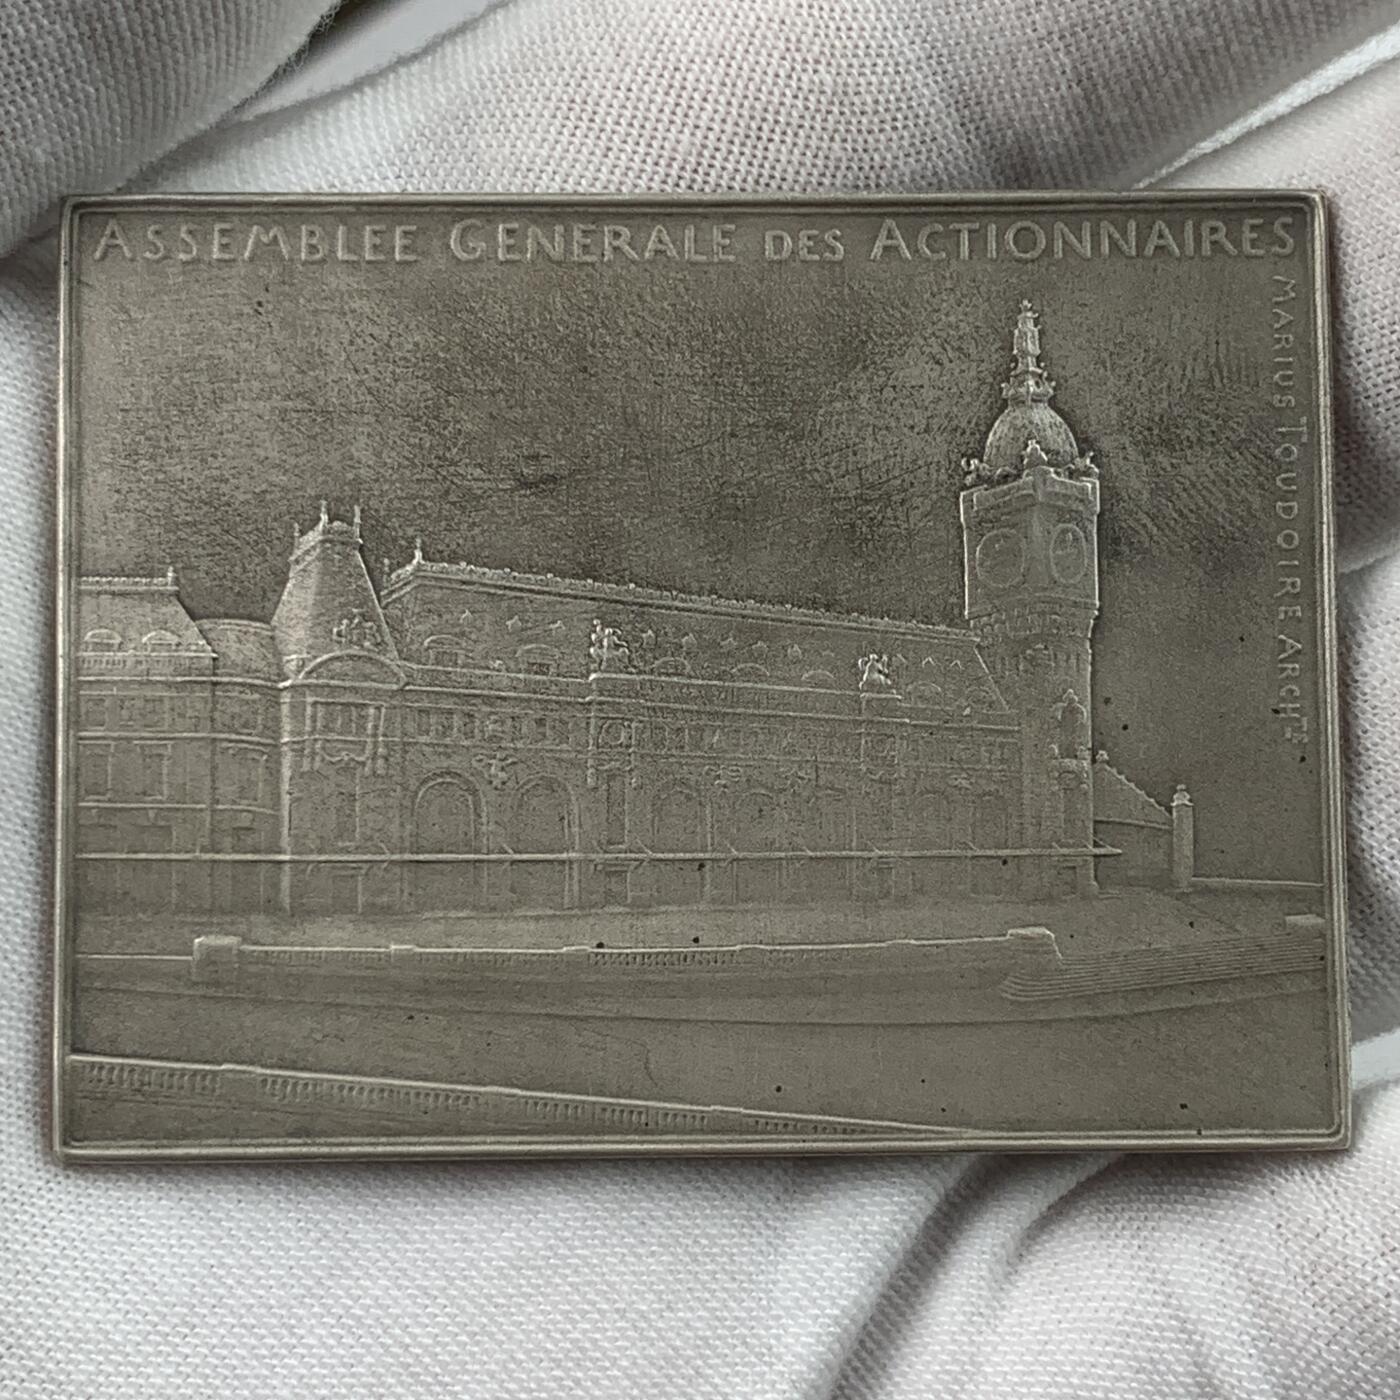 ASSEMBLEE GENERALE DES ACTIONNAIRES
MARIUS TOUDOIRE ARCHTE